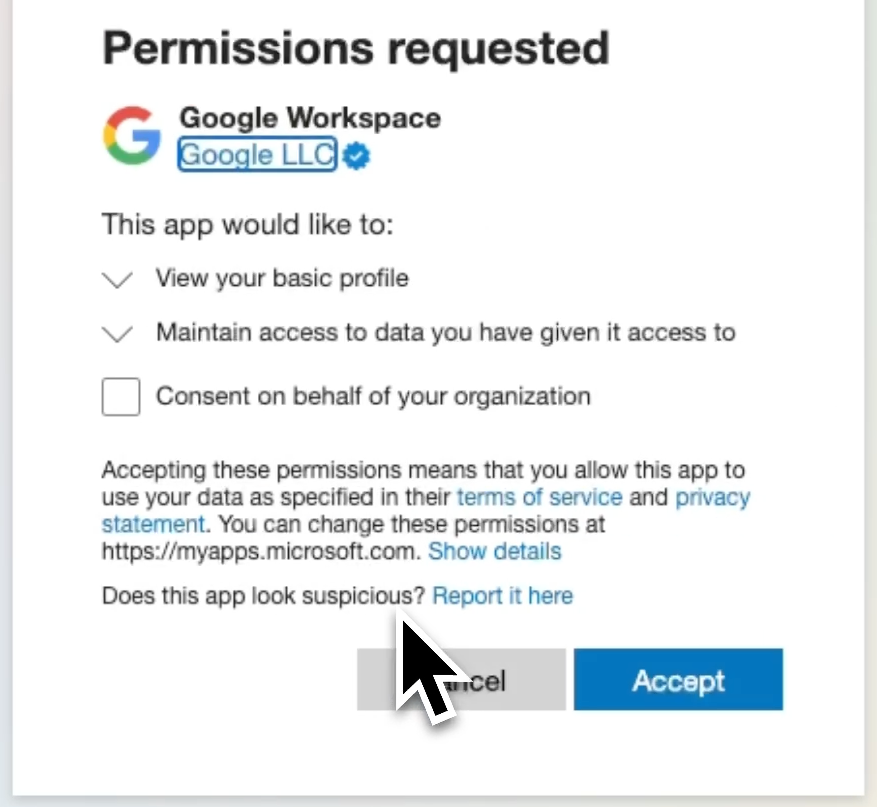 Permissions requested
Google Workspace
Google LLC
This app would like to:
View your basic profile
Maintain access to data you have given it access to
Consent on behalf of your organization
Accepting these permissions means that you allow this app to
use your data as specified in their terms of service and privacy
statement. You can change these permissions at
https://myapps.microsoft.com. Show details
Does this app look suspicious? Report it here
Cancel Accept